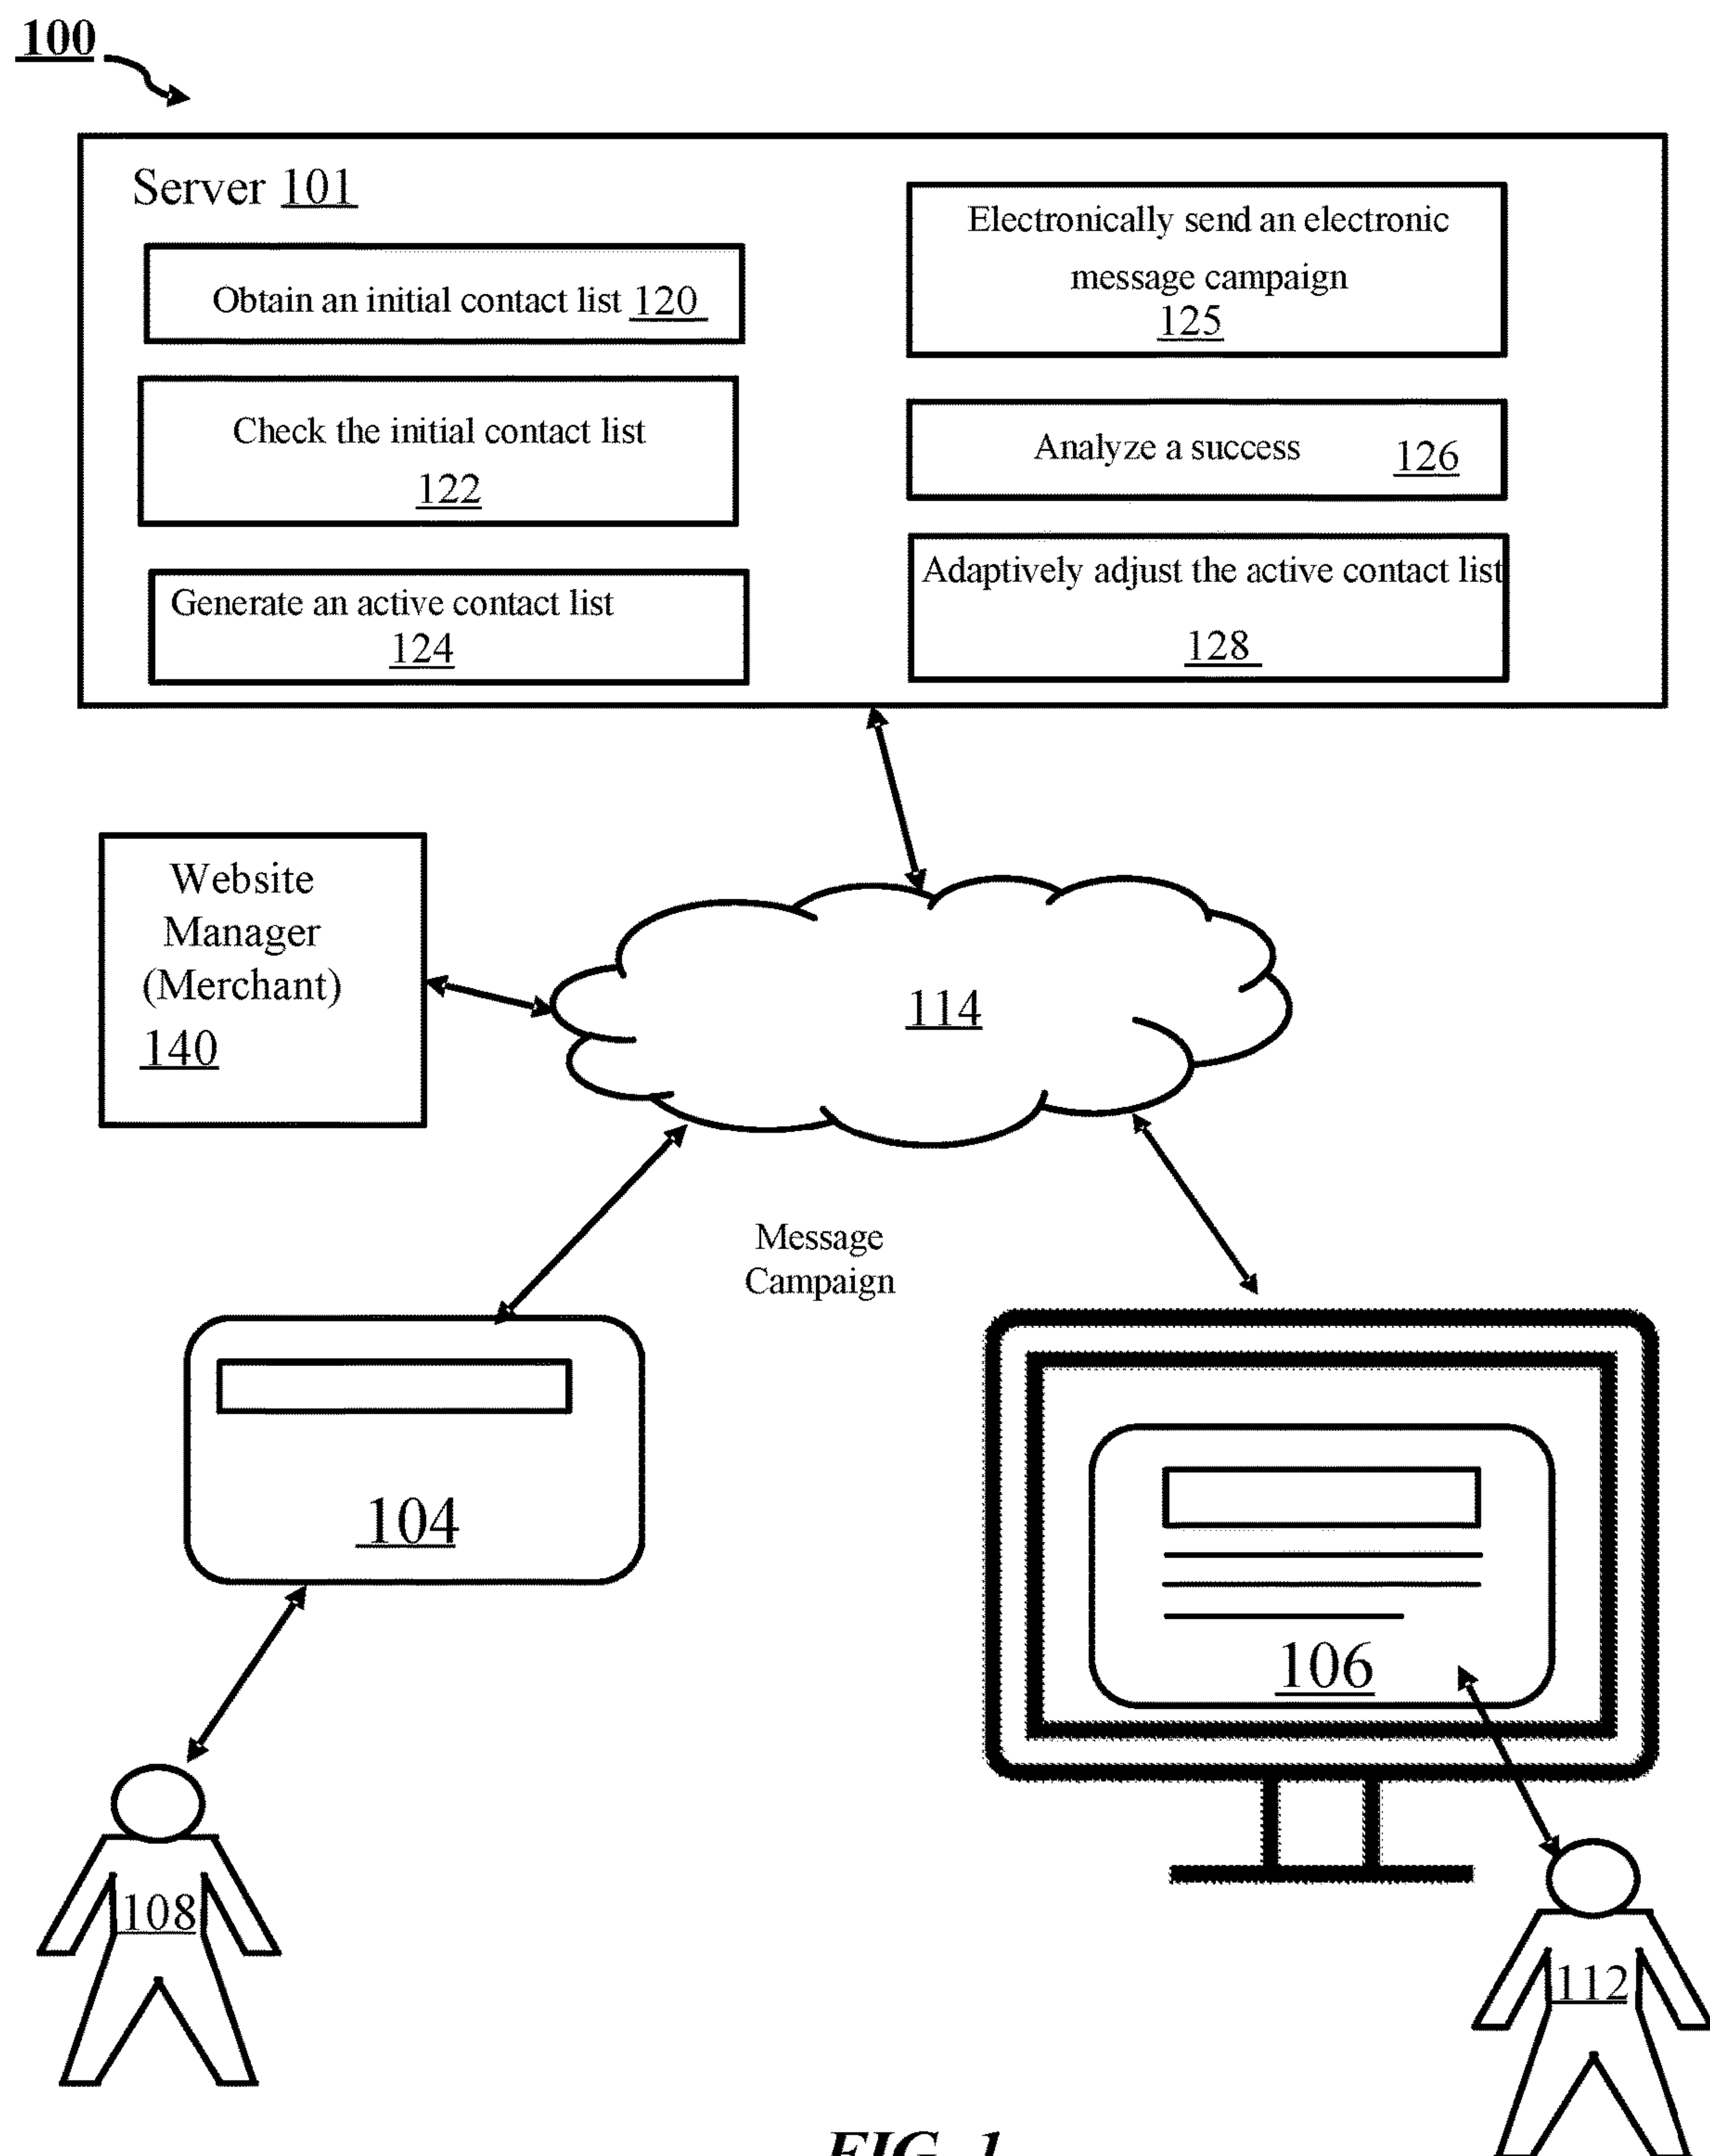 100
Server 101
Obtain an initial contact list 120
Check the initial contact list
122
Generate an active contact list
124
Electronically send an electronic
message campaign
125
Analyze a success 126
Adaptively adjust the active contact list
128
Website
Manager
(Merchant)
140
114
Message
Campaign
104
106
108
112
FIG. 1